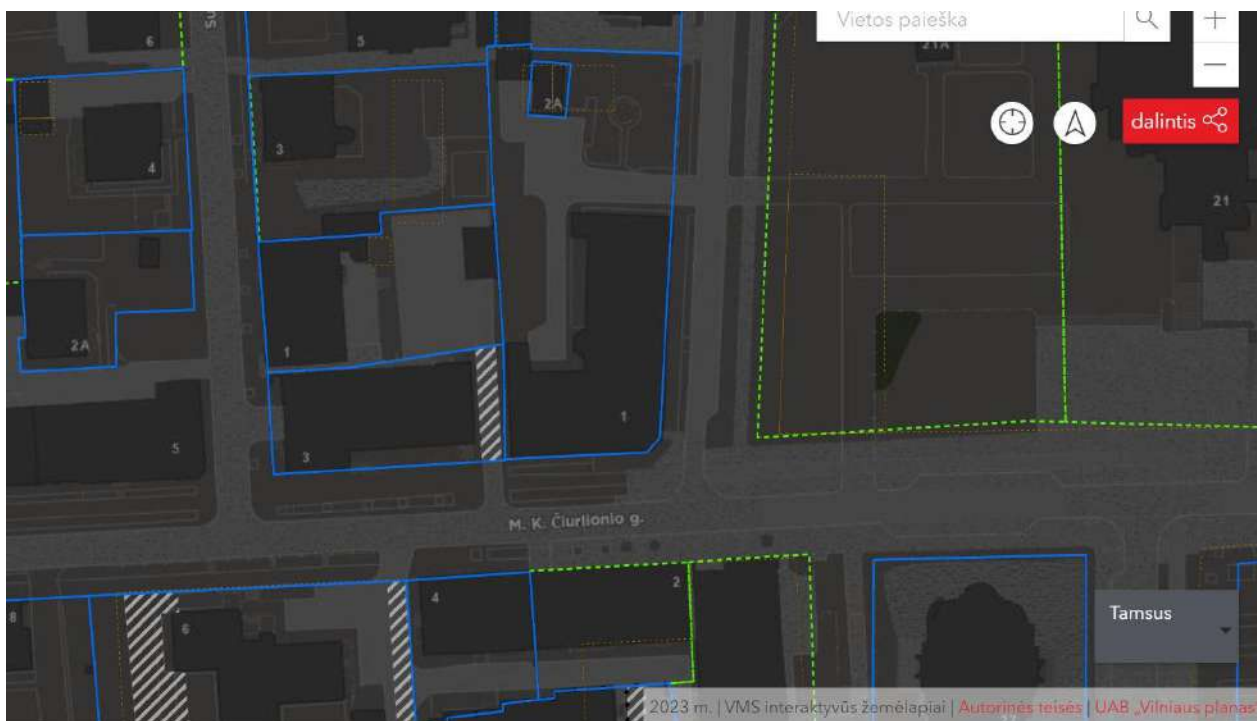 Vietos paieška
6
5
21A
2A
dalintis
3
4
21
1
2A
1
5
3
M. K. Čiurlionio g.
4
2
6
8
Tamsus
2023 m. | VMS interaktyvūs žemėlapiai | Autorinės teisės | UAB „Vilniaus planas